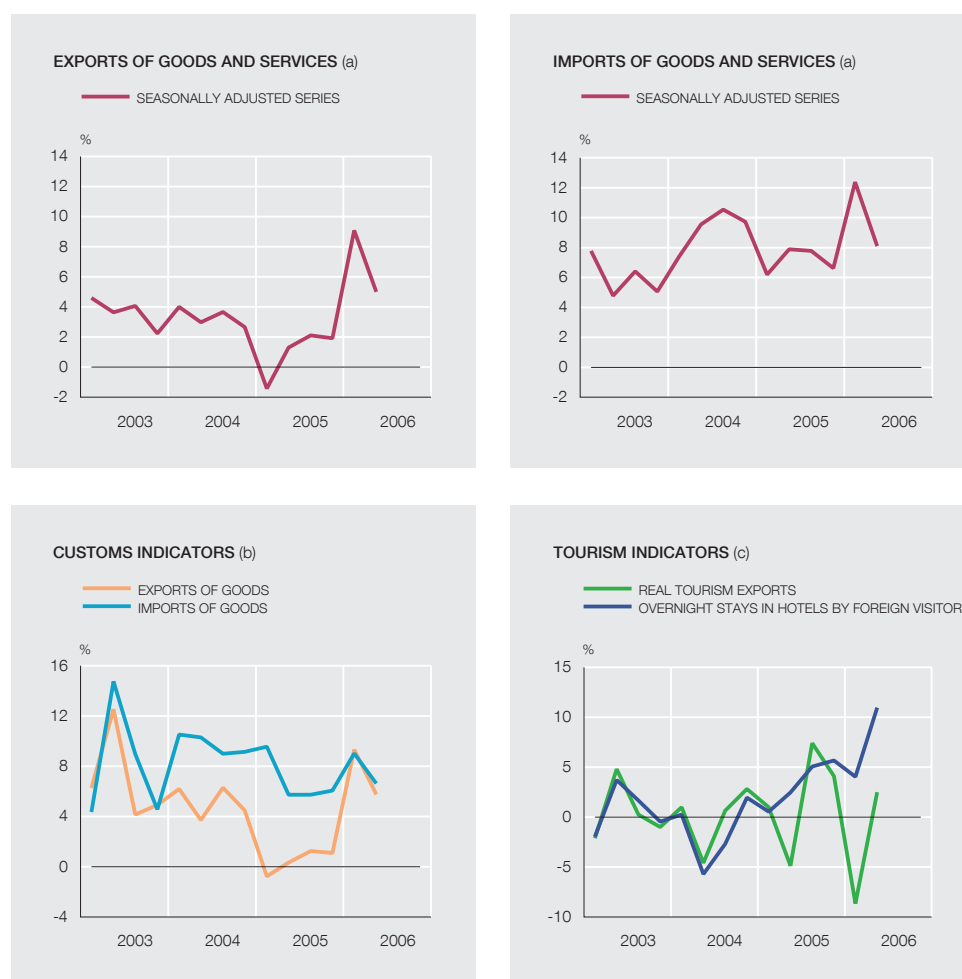 EXPORTS OF GOODS AND SERVICES (a)
SEASONALLY ADJUSTED SERIES
%
14
12
10
8
6
4
2
0
-2
2003 2004 2005 2006
IMPORTS OF GOODS AND SERVICES (a)
SEASONALLY ADJUSTED SERIES
%
14
12
10
8
6
4
2
0
-2
2003 2004 2005 2006
CUSTOMS INDICATORS (b)
EXPORTS OF GOODS
IMPORTS OF GOODS
%
16
12
8
4
0
-4
2003 2004 2005 2006
TOURISM INDICATORS (c)
REAL TOURISM EXPORTS
OVERNIGHT STAYS IN HOTELS BY FOREIGN VISITOR
%
15
10
5
0
-5
-10
2003 2004 2005 2006